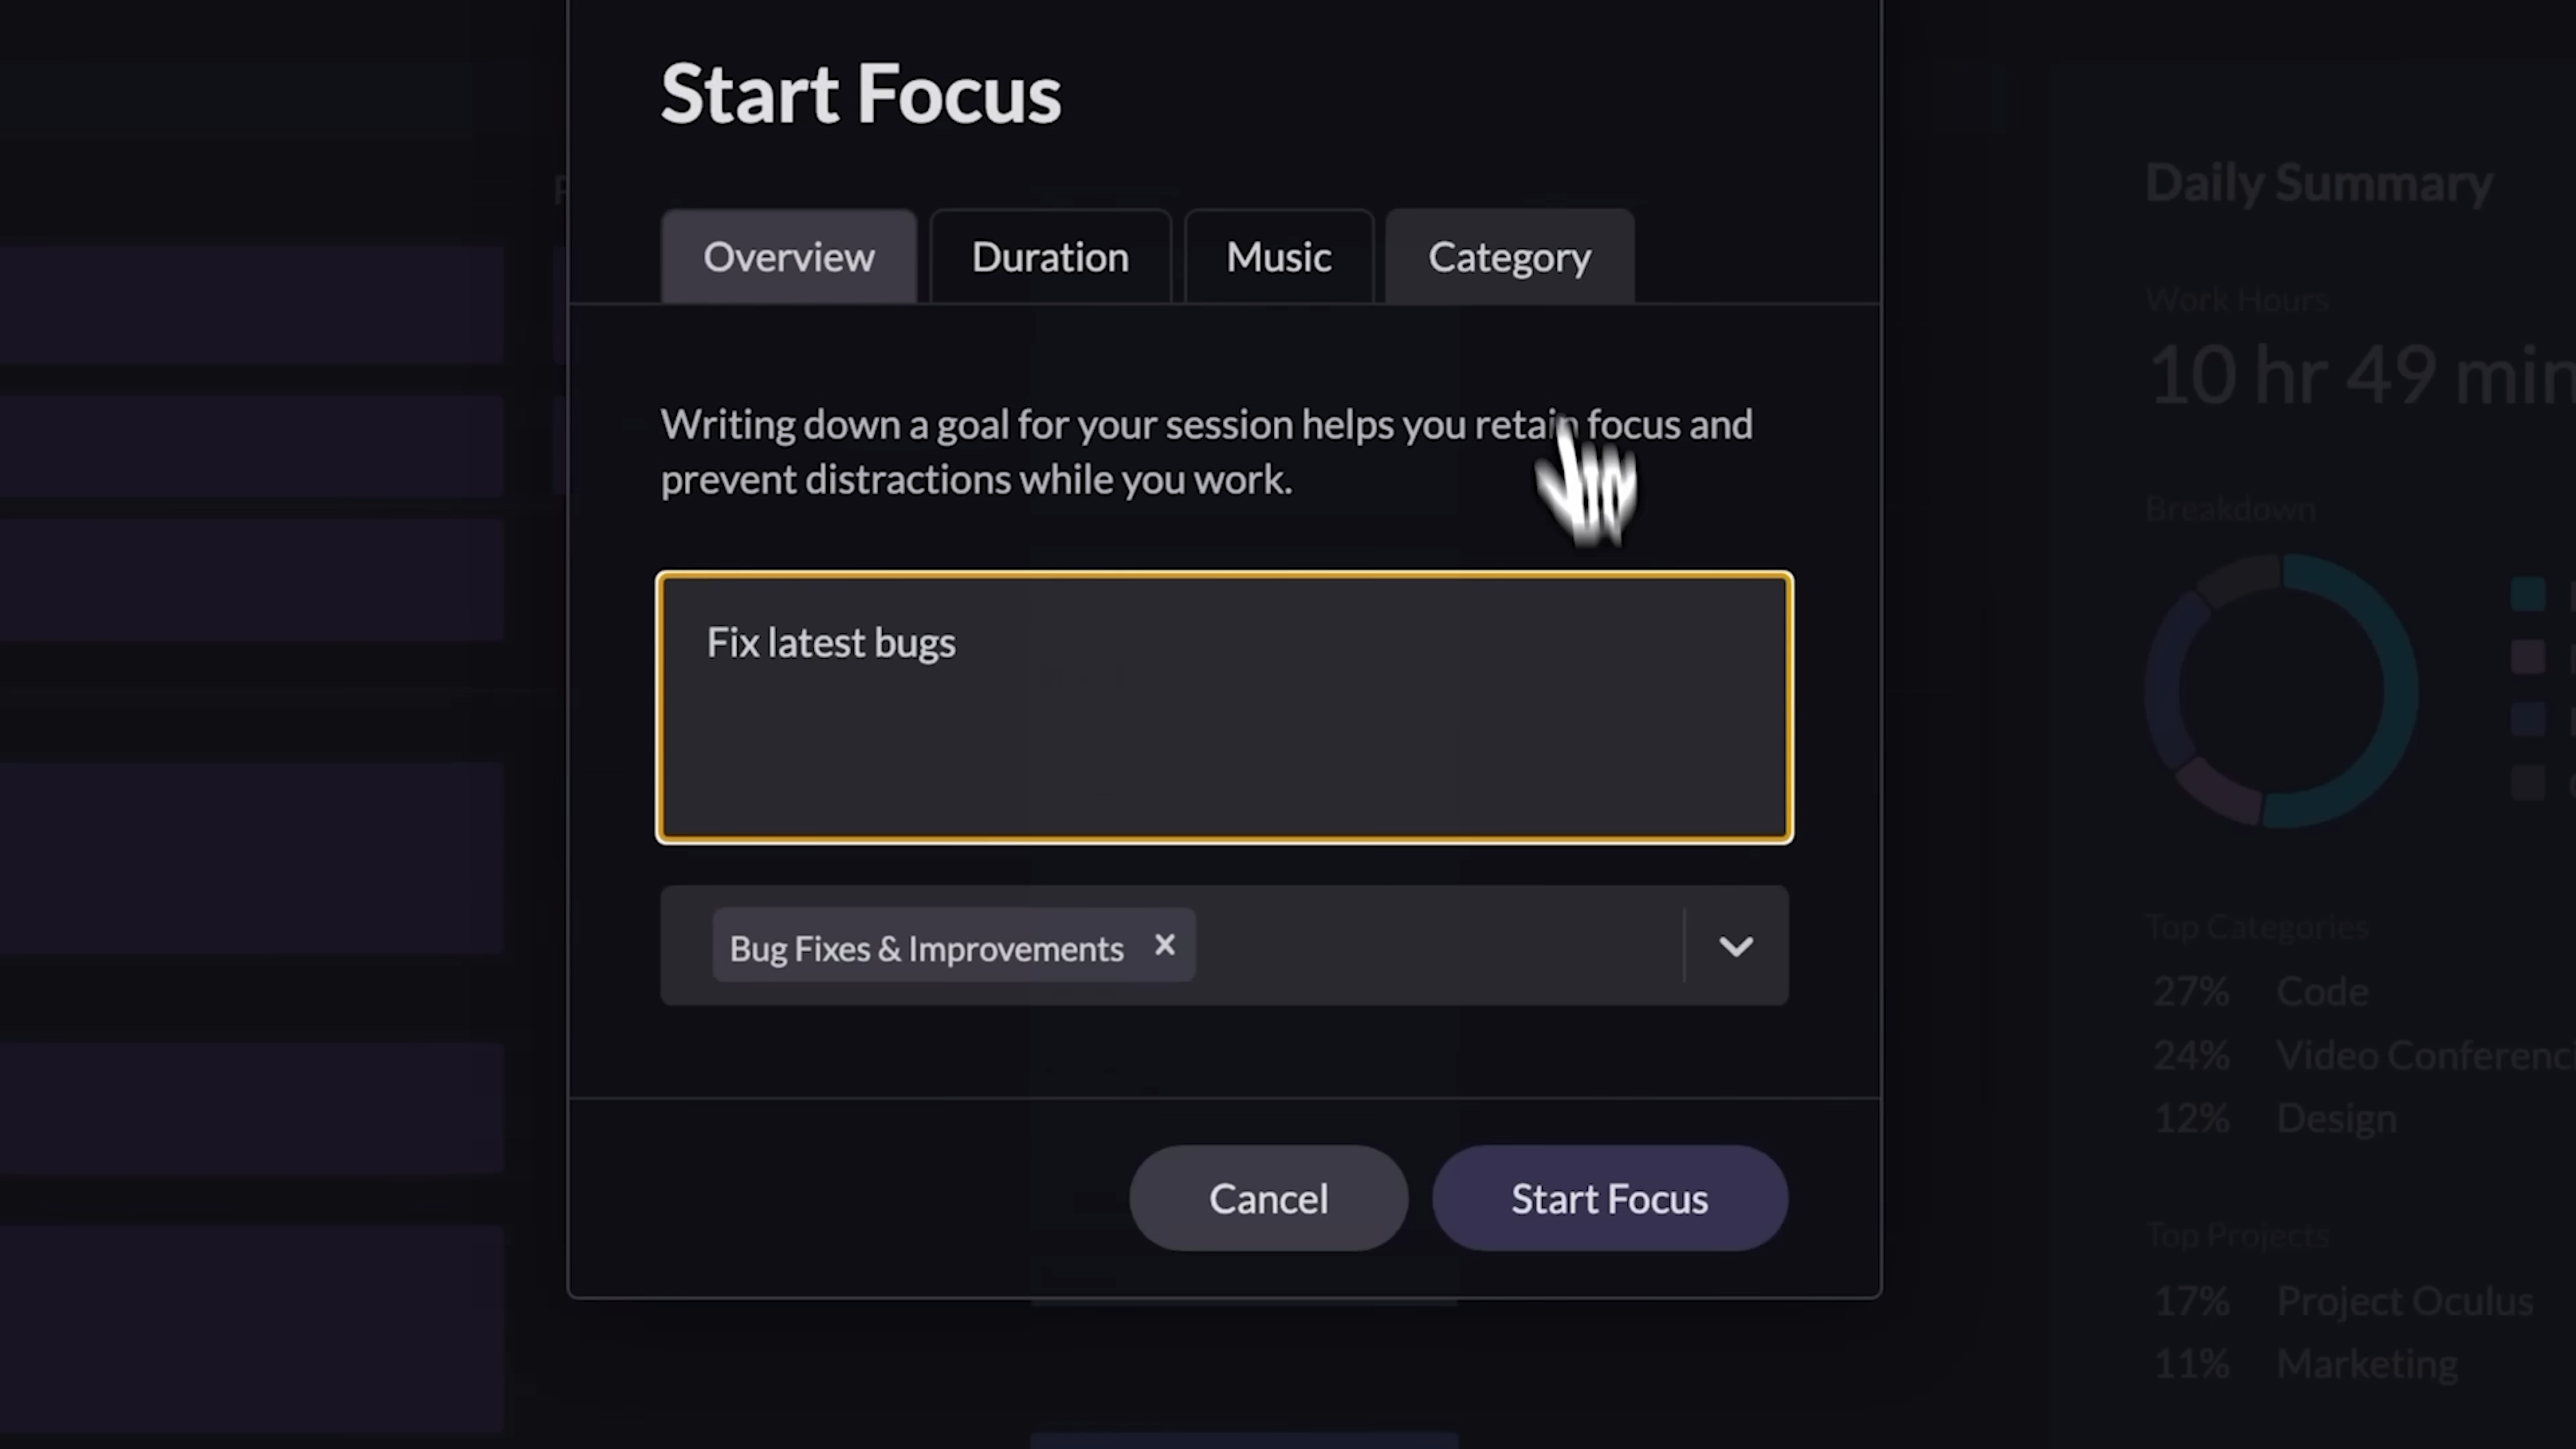 Start Focus
Overview
Duration
Music
Category
Writing down a goal for your session helps you retain focus and
prevent distractions while you work.
Fix latest bugs
Bug Fixes & Improvements
Cancel
Start Focus
Daily Summary
Work Hours
10 hr 49 min
Breakdown
Top Categories
27% Code
24% Video
12% Design
Top Projects
17% Project Oculus
11% Marketing